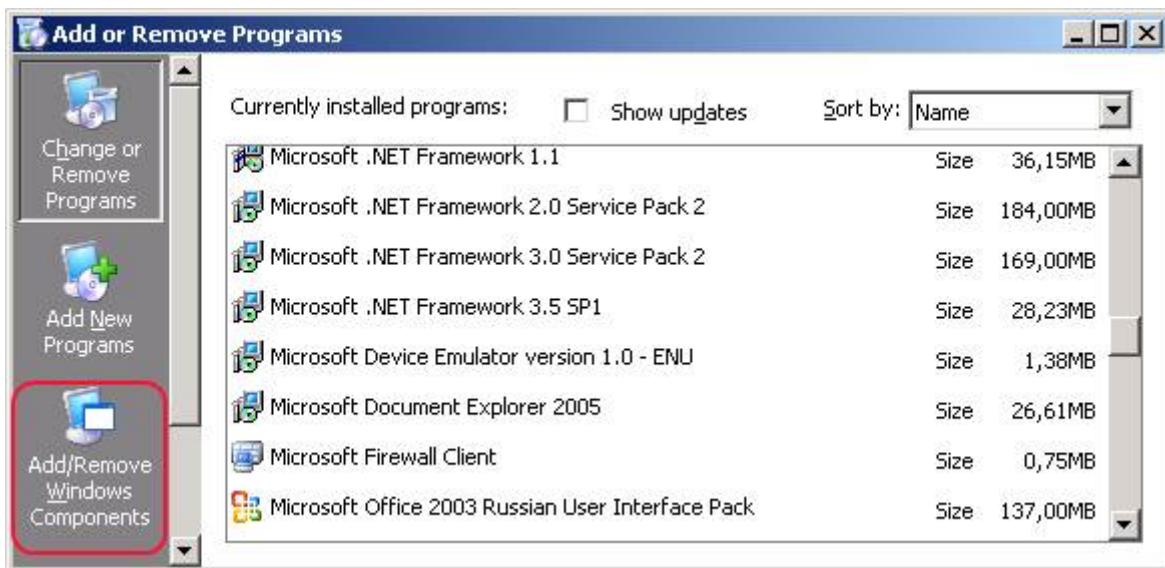 Add or Remove Programs
Change or
Remove
Programs
Add New
Programs
Add/Remove
Windows
Components
Currently installed programs: Show updates Sort by: Name
Microsoft .NET Framework 1.1 Size 36,15MB
Microsoft .NET Framework 2.0 Service Pack 2 Size 184,00MB
Microsoft .NET Framework 3.0 Service Pack 2 Size 169,00MB
Microsoft .NET Framework 3.5 SP1 Size 28,23MB
Microsoft Device Emulator version 1.0 - ENU Size 1,38MB
Microsoft Document Explorer 2005 Size 26,61MB
Microsoft Firewall Client Size 0,75MB
Microsoft Office 2003 Russian User Interface Pack Size 137,00MB